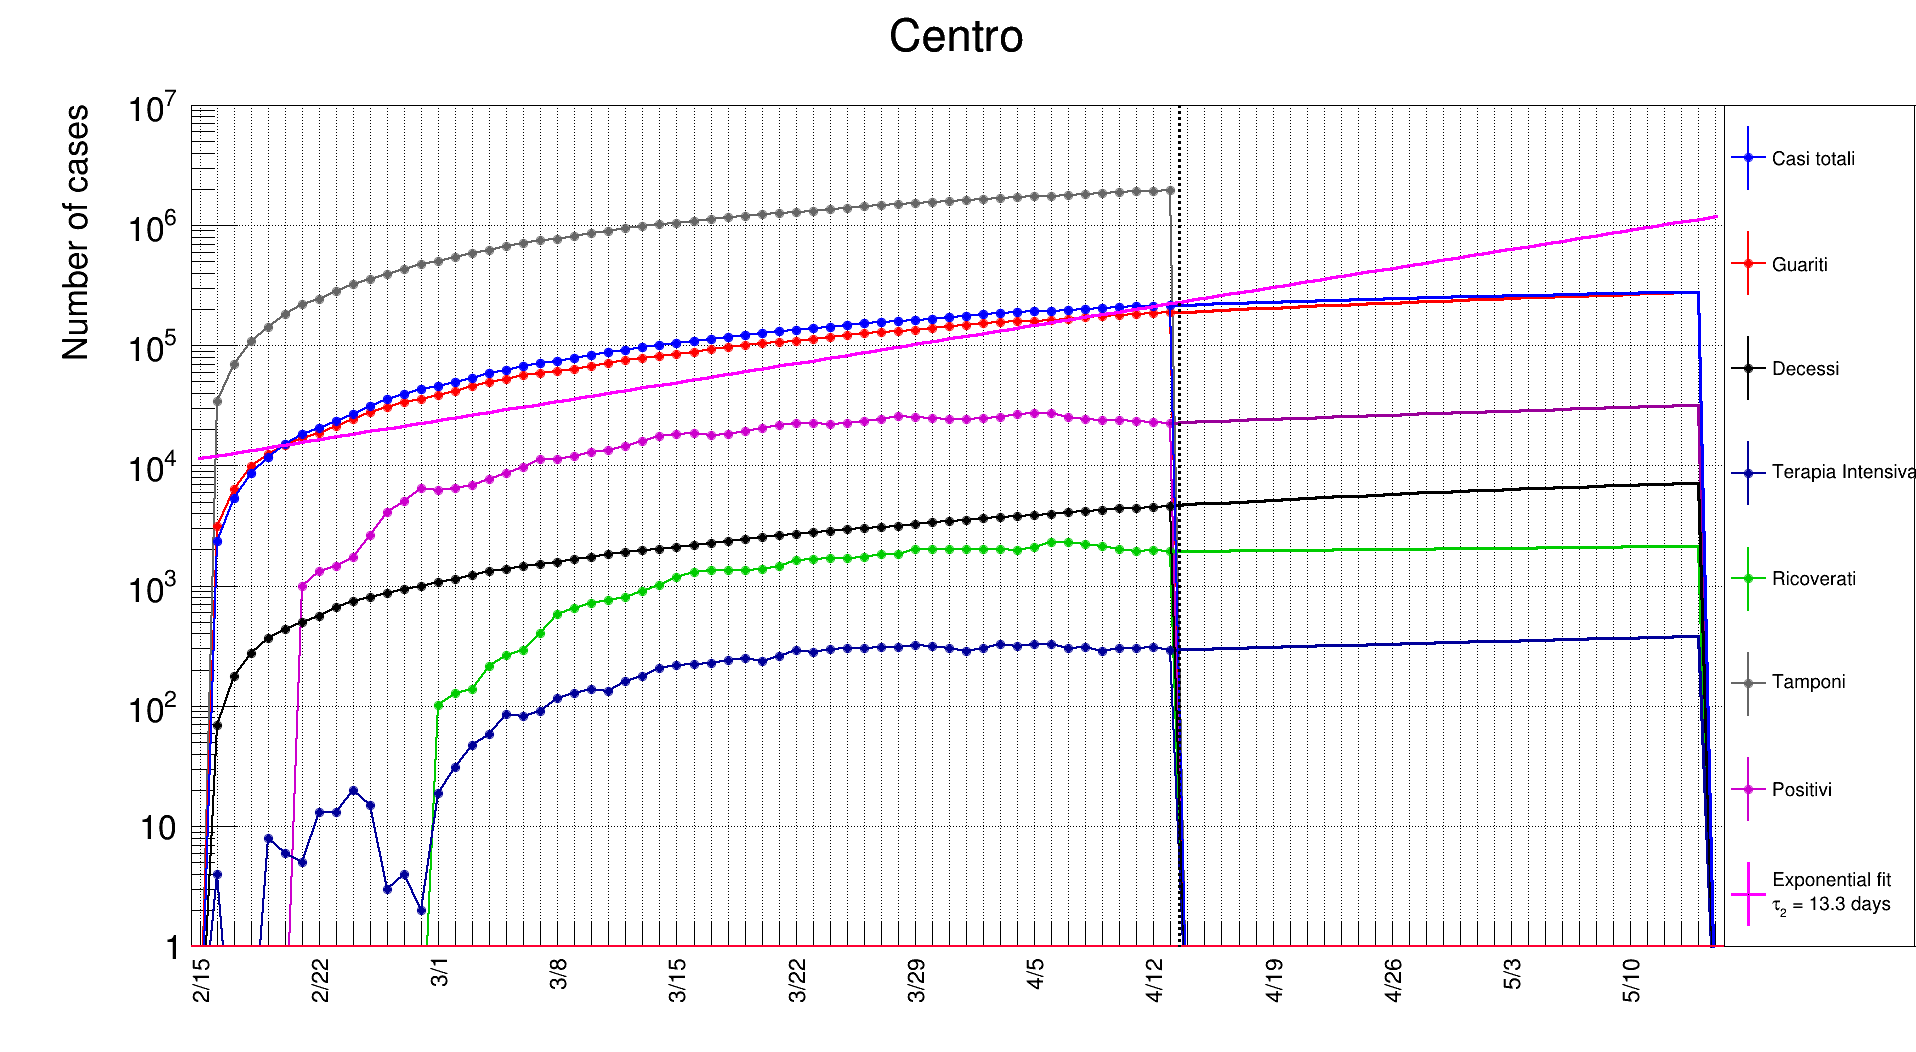 Centro
Number of cases
10^7
10^6
10^5
10^4
10^3
10^2
10
1
2/15
2/22
3/1
3/8
3/15
3/22
3/29
4/5
4/12
4/19
4/26
5/3
5/10
Casi totali
Guariti
Decessi
Terapia Intensiva
Ricoverati
Tamponi
Positivi
Exponential fit
τ₂ = 13.3 days